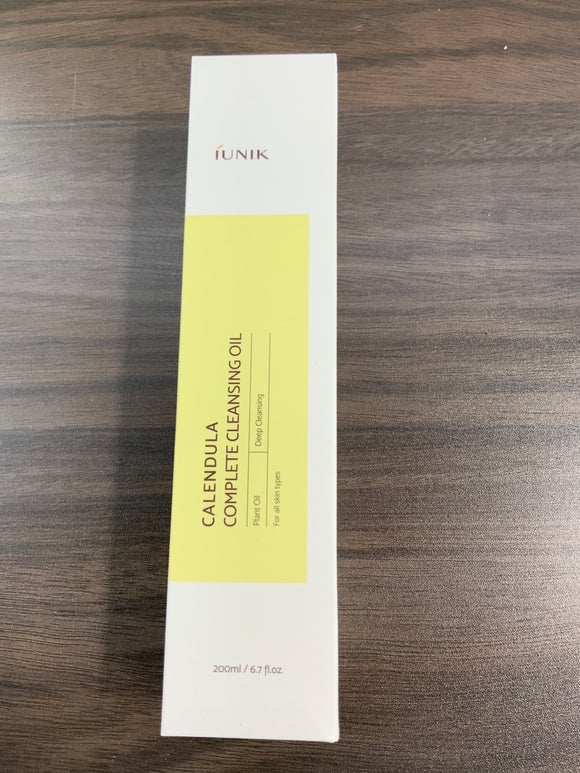 iUNIK
CALENDULA
COMPLETE CLEANSING OIL
Plant Oil | Deep Cleansing
For all skin types
200ml / 6.7 fl.oz.